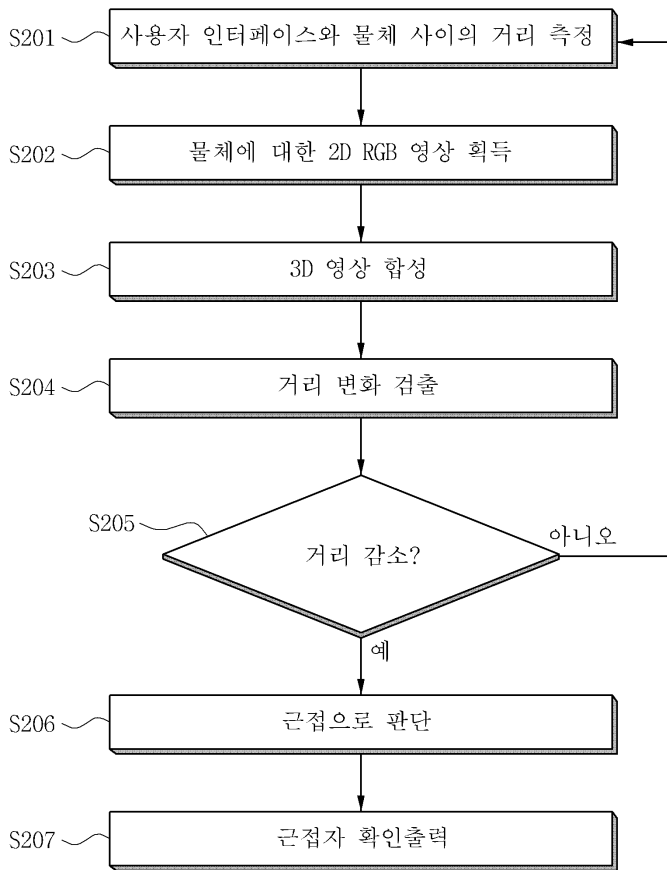 S201
사용자 인터페이스와 물체 사이의 거리 측정
S202
물체에 대한 2D RGB 영상 획득
S203
3D 영상 합성
S204
거리 변화 검출
S205
거리 감소?
아니오
예
S206
근접으로 판단
S207
근접자 확인출력